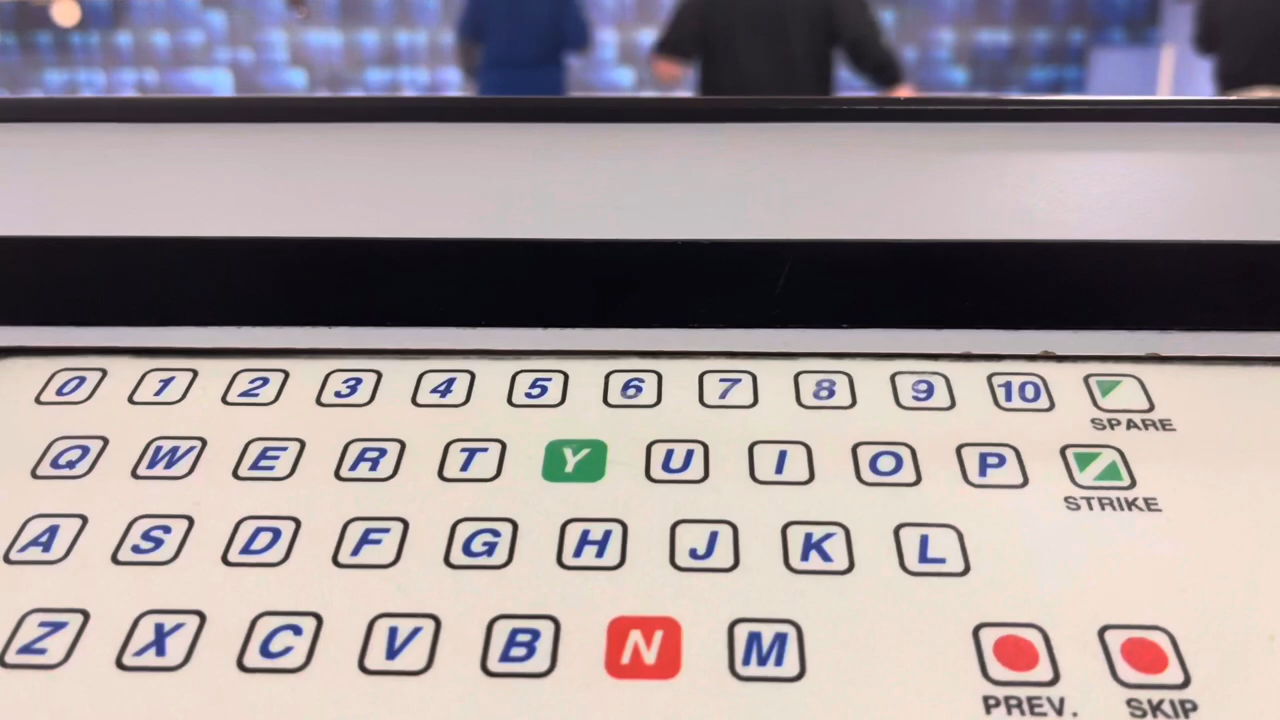 0 1 2 3 4 5 6 7 8 9 10
SPARE
Q W E R T Y U I O P
STRIKE
A S D F G H J K L
Z X C V B N M
PREV. SKIP